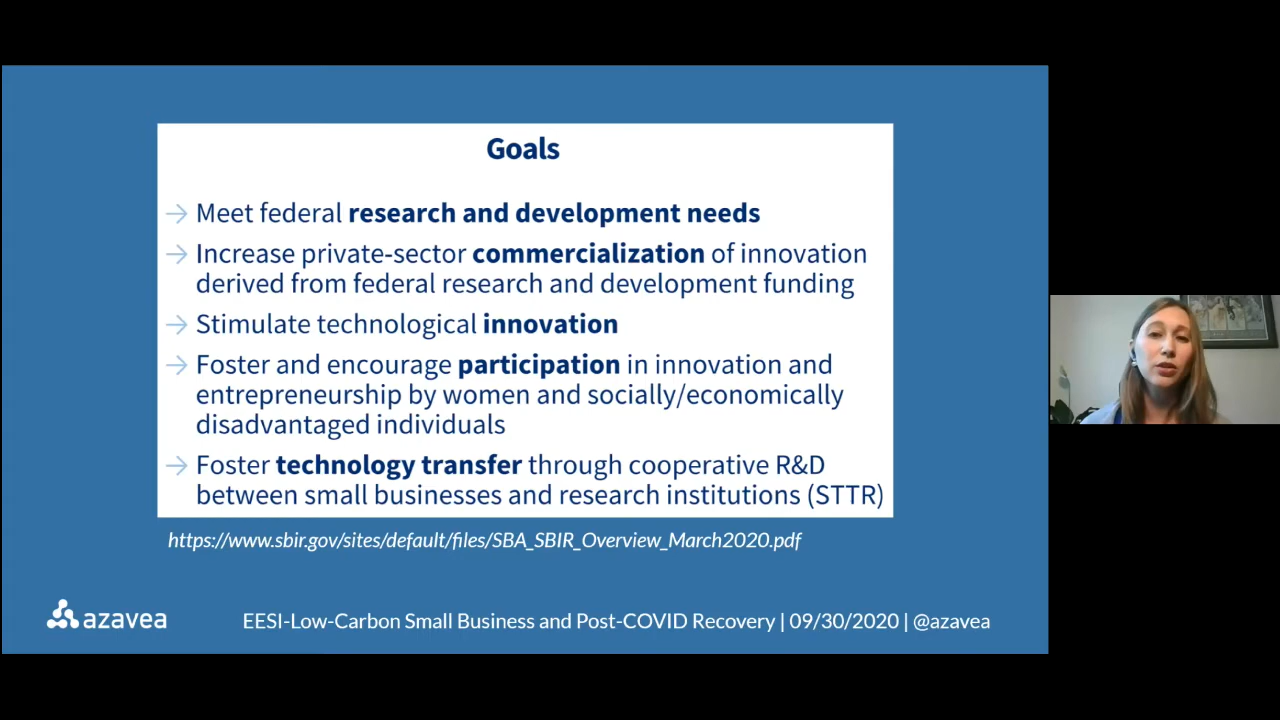 Goals
→ Meet federal research and development needs
→ Increase private-sector commercialization of innovation
derived from federal research and development funding
→ Stimulate technological innovation
→ Foster and encourage participation in innovation and
entrepreneurship by women and socially/economically
disadvantaged individuals
→ Foster technology transfer through cooperative R&D
between small businesses and research institutions (STTR)
https://www.sbir.gov/sites/default/files/SBA_SBIR_Overview_March2020.pdf
azavea
EESI-Low-Carbon Small Business and Post-COVID Recovery | 09/30/2020 | @azavea